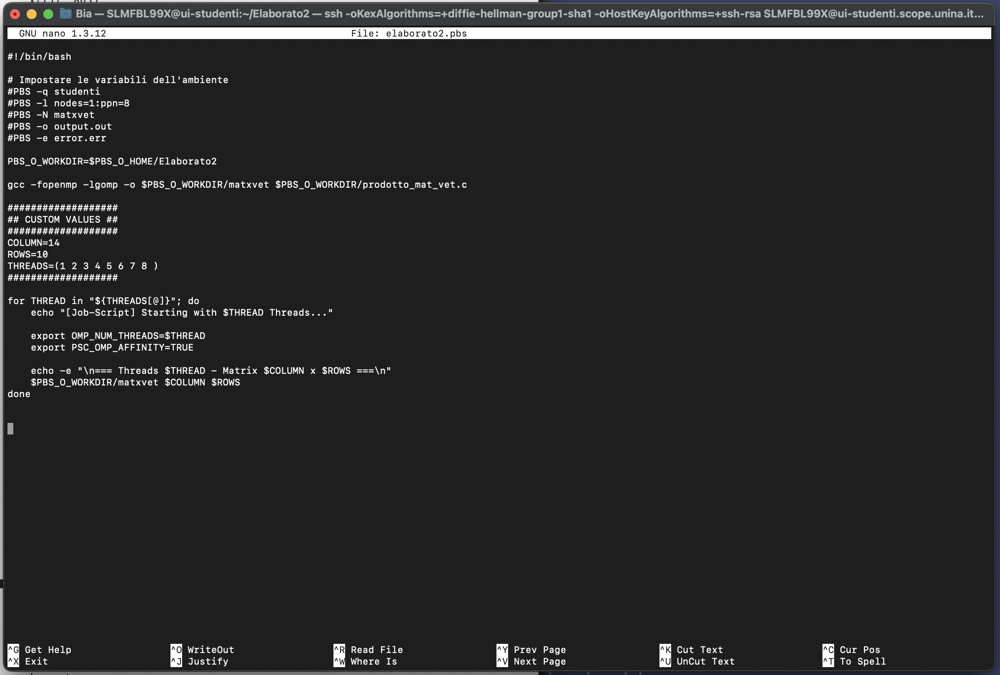 Bia — SLMFBL99X@ui-studenti:~/Elaborato2 — ssh -oKexAlgorithms=+diffie-hellman-group1-sha1 -oHostKeyAlgorithms=+ssh-rsa SLMFBL99X@ui-studenti.scope.unina.it...
GNU nano 1.3.12 File: elaborato2.pbs
#!/bin/bash
# Impostare le variabili dell'ambiente
#PBS -q studenti
#PBS -l nodes=1:ppn=8
#PBS -N matxvet
#PBS -o output.out
#PBS -e error.err
PBS_O_WORKDIR=$PBS_O_HOME/Elaborato2
gcc -fopenmp -lgomp -o $PBS_O_WORKDIR/matxvet $PBS_O_WORKDIR/prodotto_mat_vet.c
###################
## CUSTOM VALUES ##
###################
COLUMN=14
ROWS=10
THREADS=(1 2 3 4 5 6 7 8 )
###################
for THREAD in "${THREADS[@]}"; do
    echo "[Job-Script] Starting with $THREAD Threads..."
    export OMP_NUM_THREADS=$THREAD
    export PSC_OMP_AFFINITY=TRUE
    echo -e "\n=== Threads $THREAD - Matrix $COLUMN x $ROWS ===\n"
    $PBS_O_WORKDIR/matxvet $COLUMN $ROWS
done
^G Get Help ^O WriteOut ^R Read File ^Y Prev Page ^K Cut Text ^C Cur Pos
^X Exit ^J Justify ^W Where Is ^V Next Page ^U UnCut Text ^T To Spell